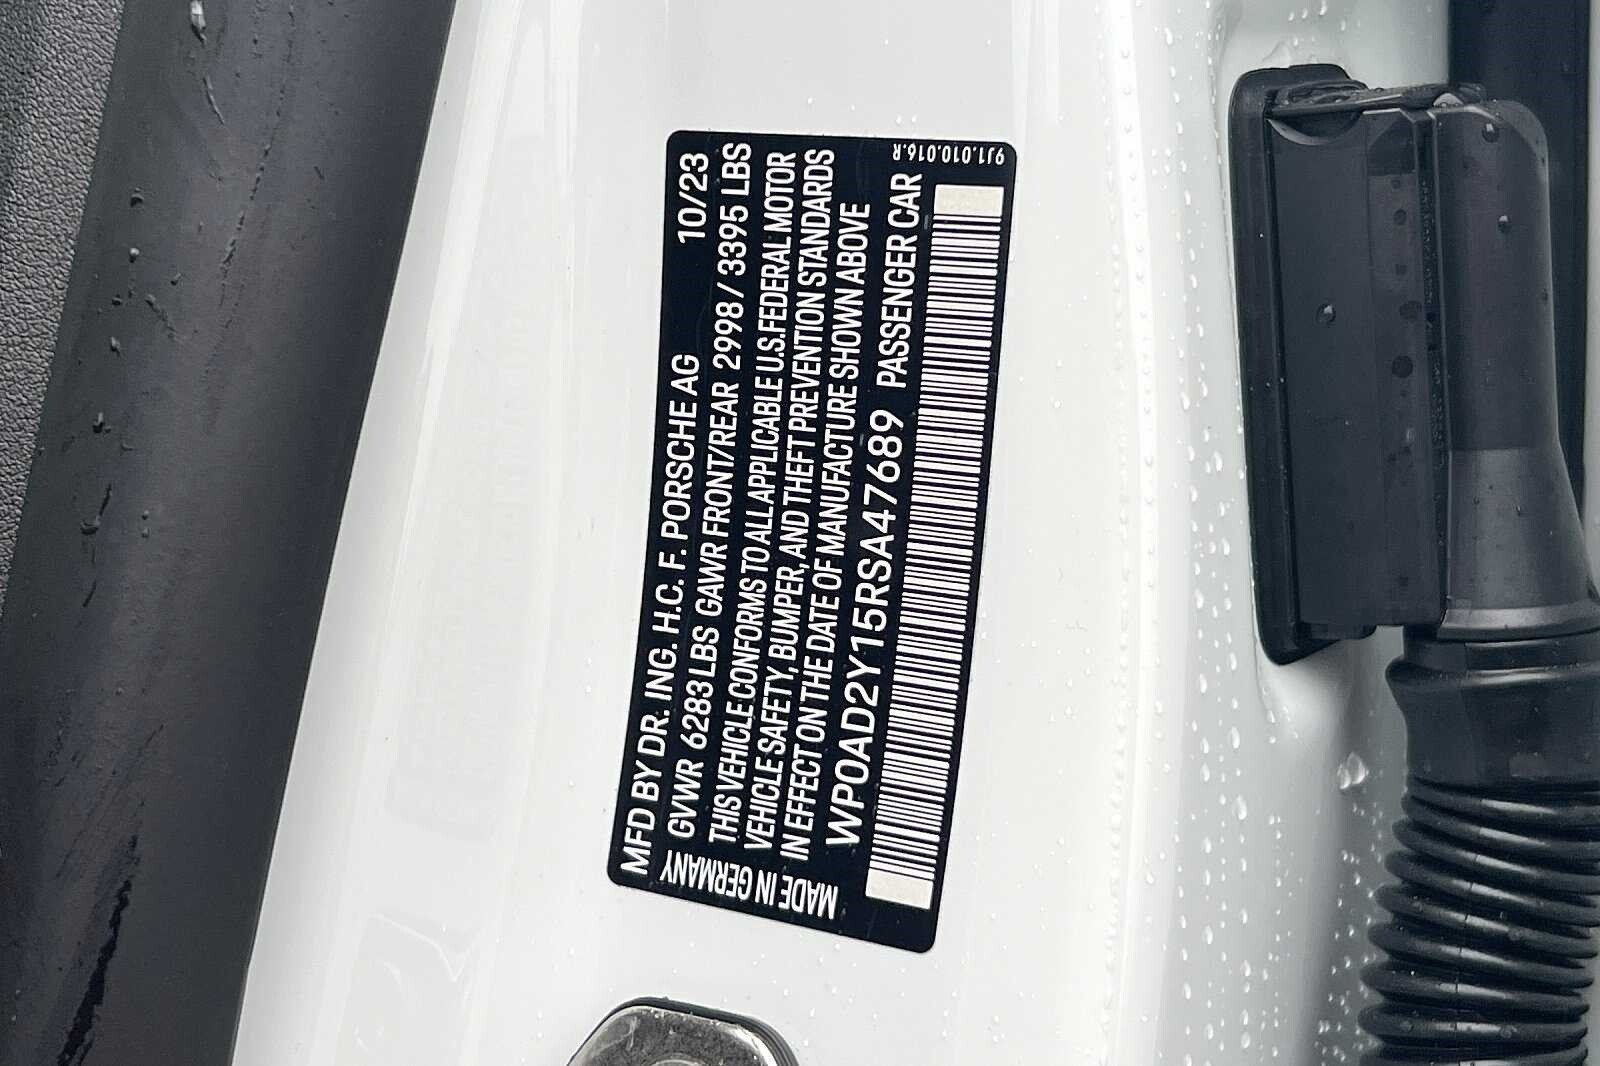 MFD BY DR. ING. H.C. F. PORSCHE AG 10/23
GVWR 6283 LBS GAWR FRONT/REAR 2998 / 3395 LBS
THIS VEHICLE CONFORMS TO ALL APPLICABLE U.S. FEDERAL MOTOR
VEHICLE SAFETY, BUMPER, AND THEFT PREVENTION STANDARDS
IN EFFECT ON THE DATE OF MANUFACTURE SHOWN ABOVE
WP0AD2Y15RSA47689 PASSENGER CAR
MADE IN GERMANY
9J1.010.016.R